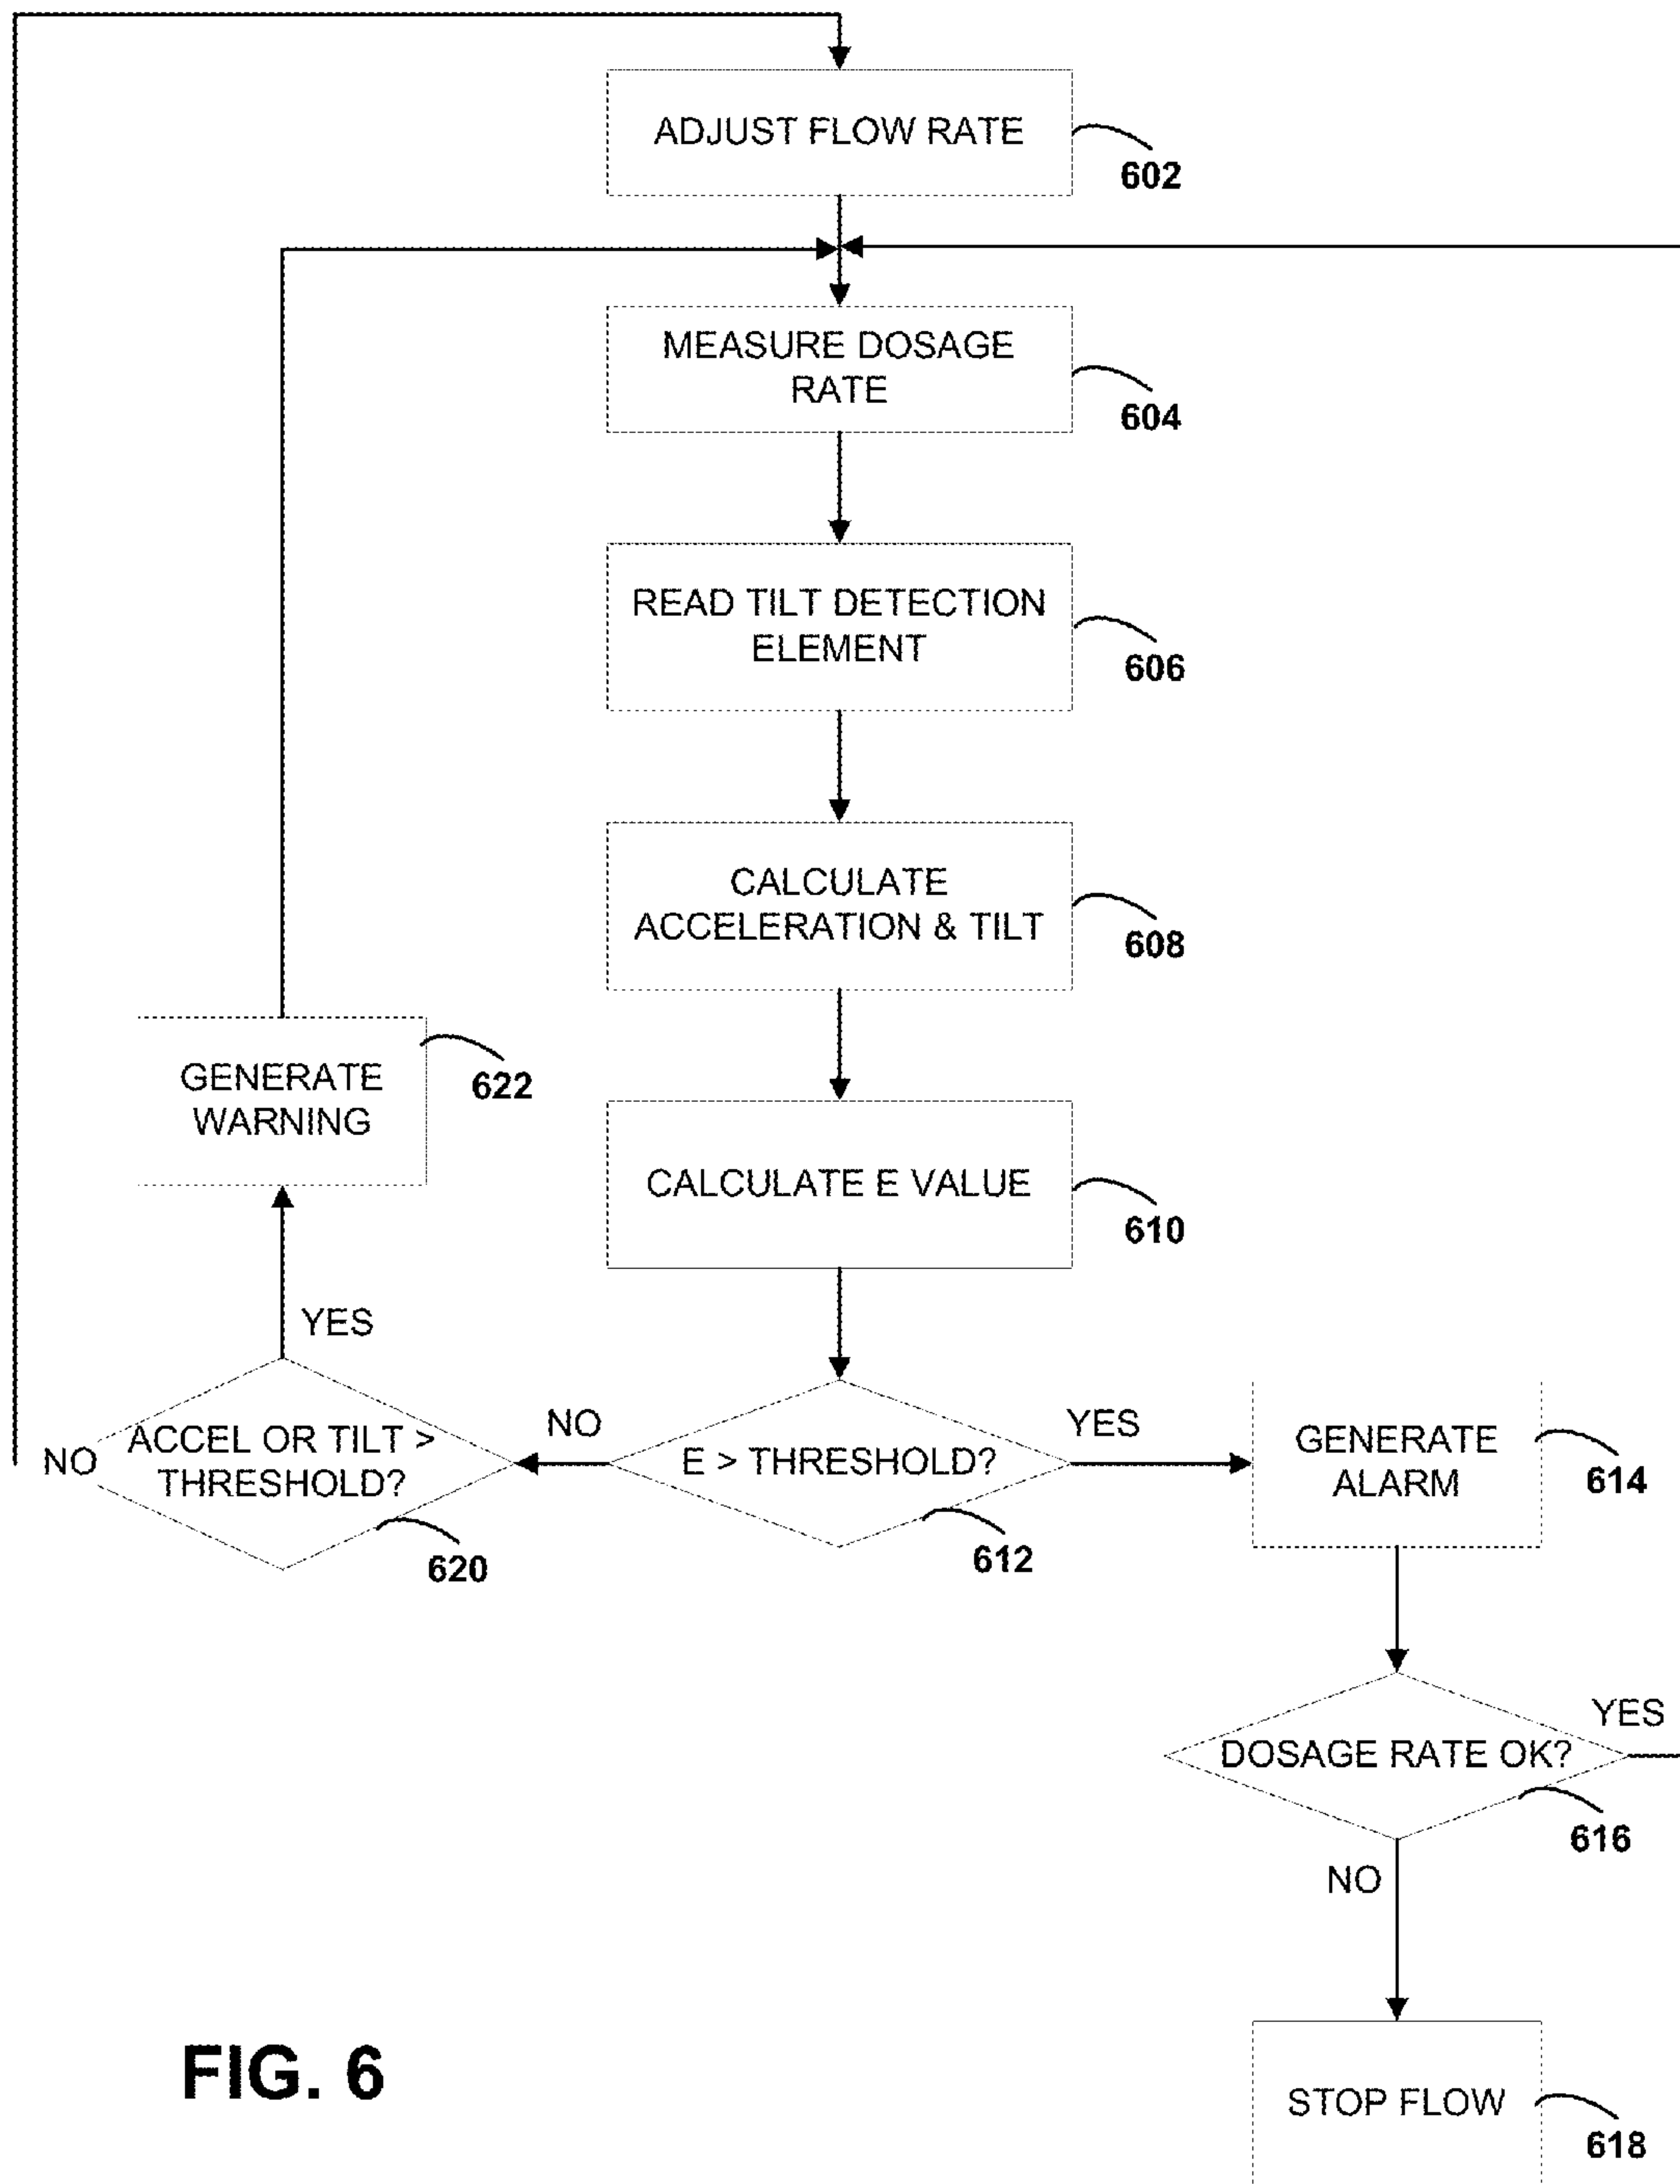 ADJUST FLOW RATE
602
MEASURE DOSAGE
RATE
604
READ TILT DETECTION
ELEMENT
606
CALCULATE
ACCELERATION & TILT
608
GENERATE
WARNING
622
CALCULATE E VALUE
610
YES
NO
ACCEL OR TILT >
THRESHOLD?
620
NO
E > THRESHOLD?
612
YES
GENERATE
ALARM
614
DOSAGE RATE OK?
YES
616
NO
STOP FLOW
618
FIG. 6